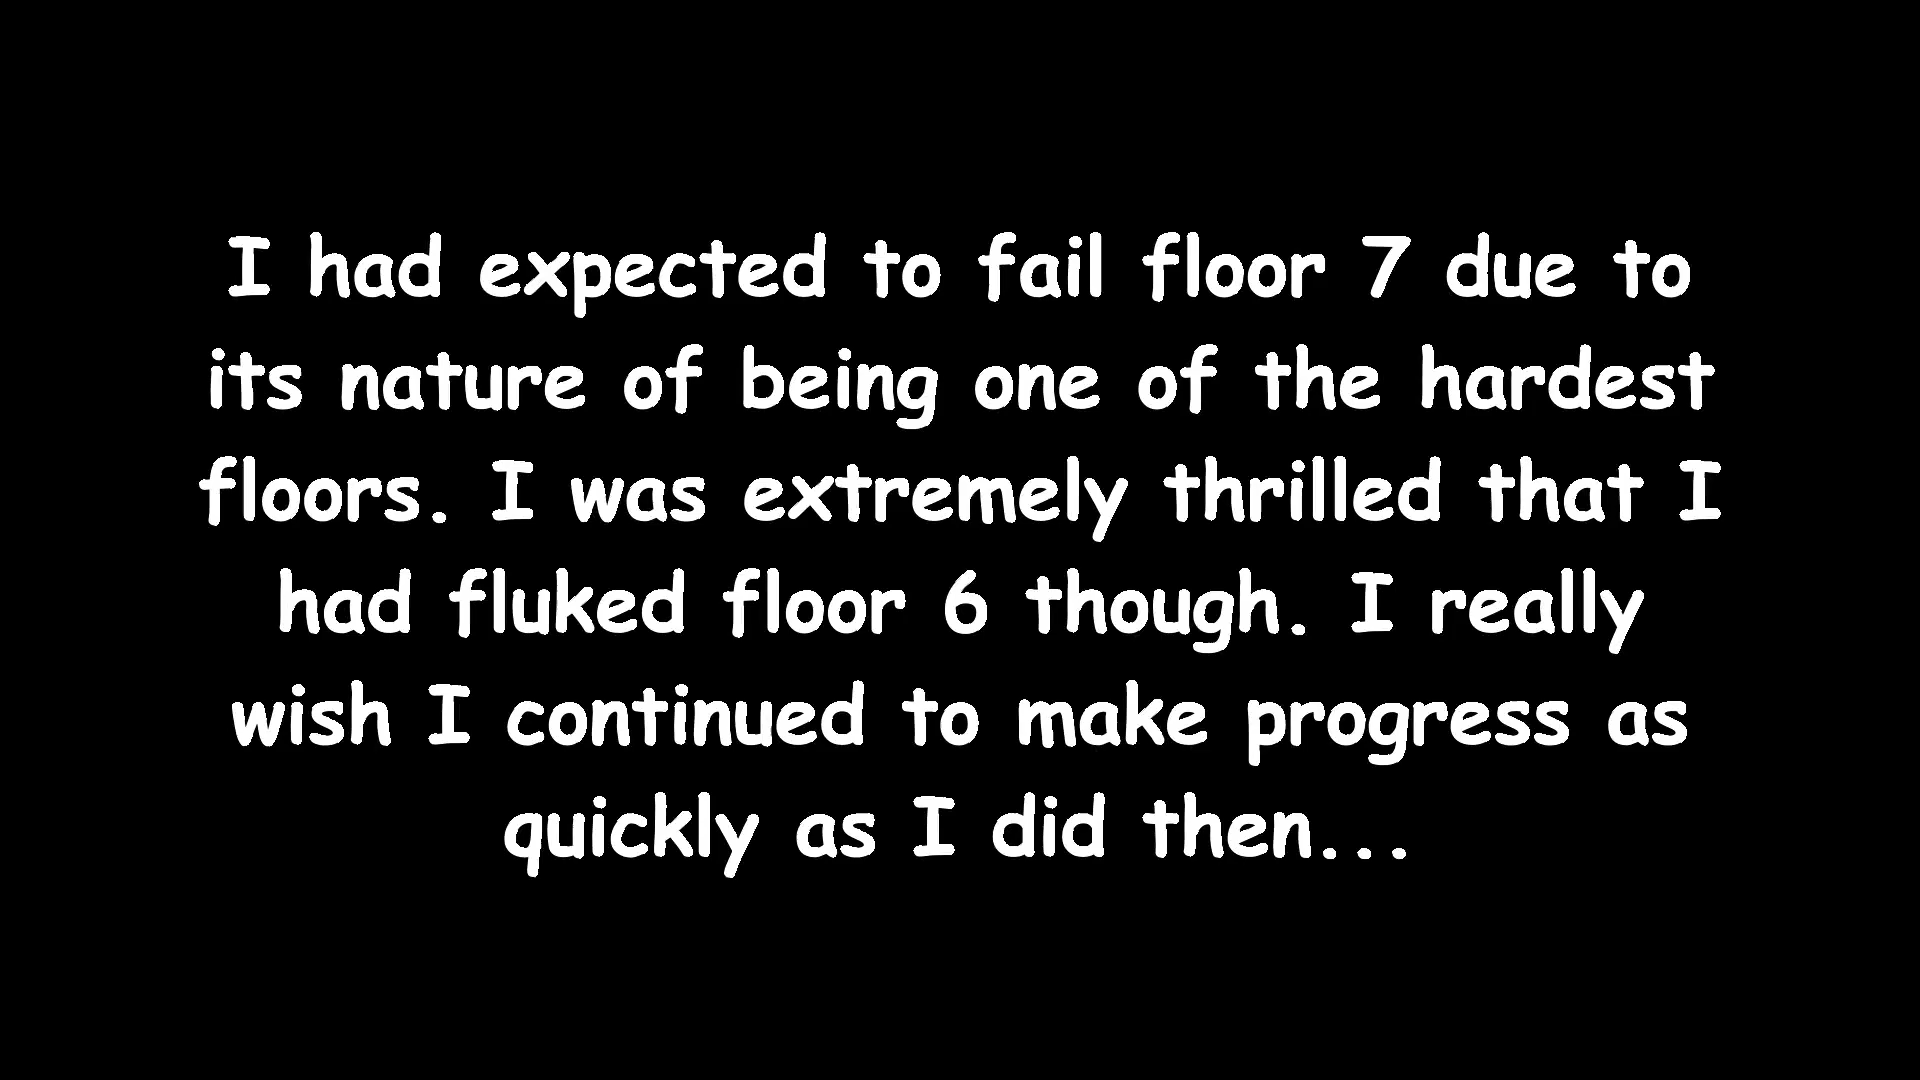 I had expected to fail floor 7 due to
its nature of being one of the hardest
floors. I was extremely thrilled that I
had fluked floor 6 though. I really
wish I continued to make progress as
quickly as I did then...